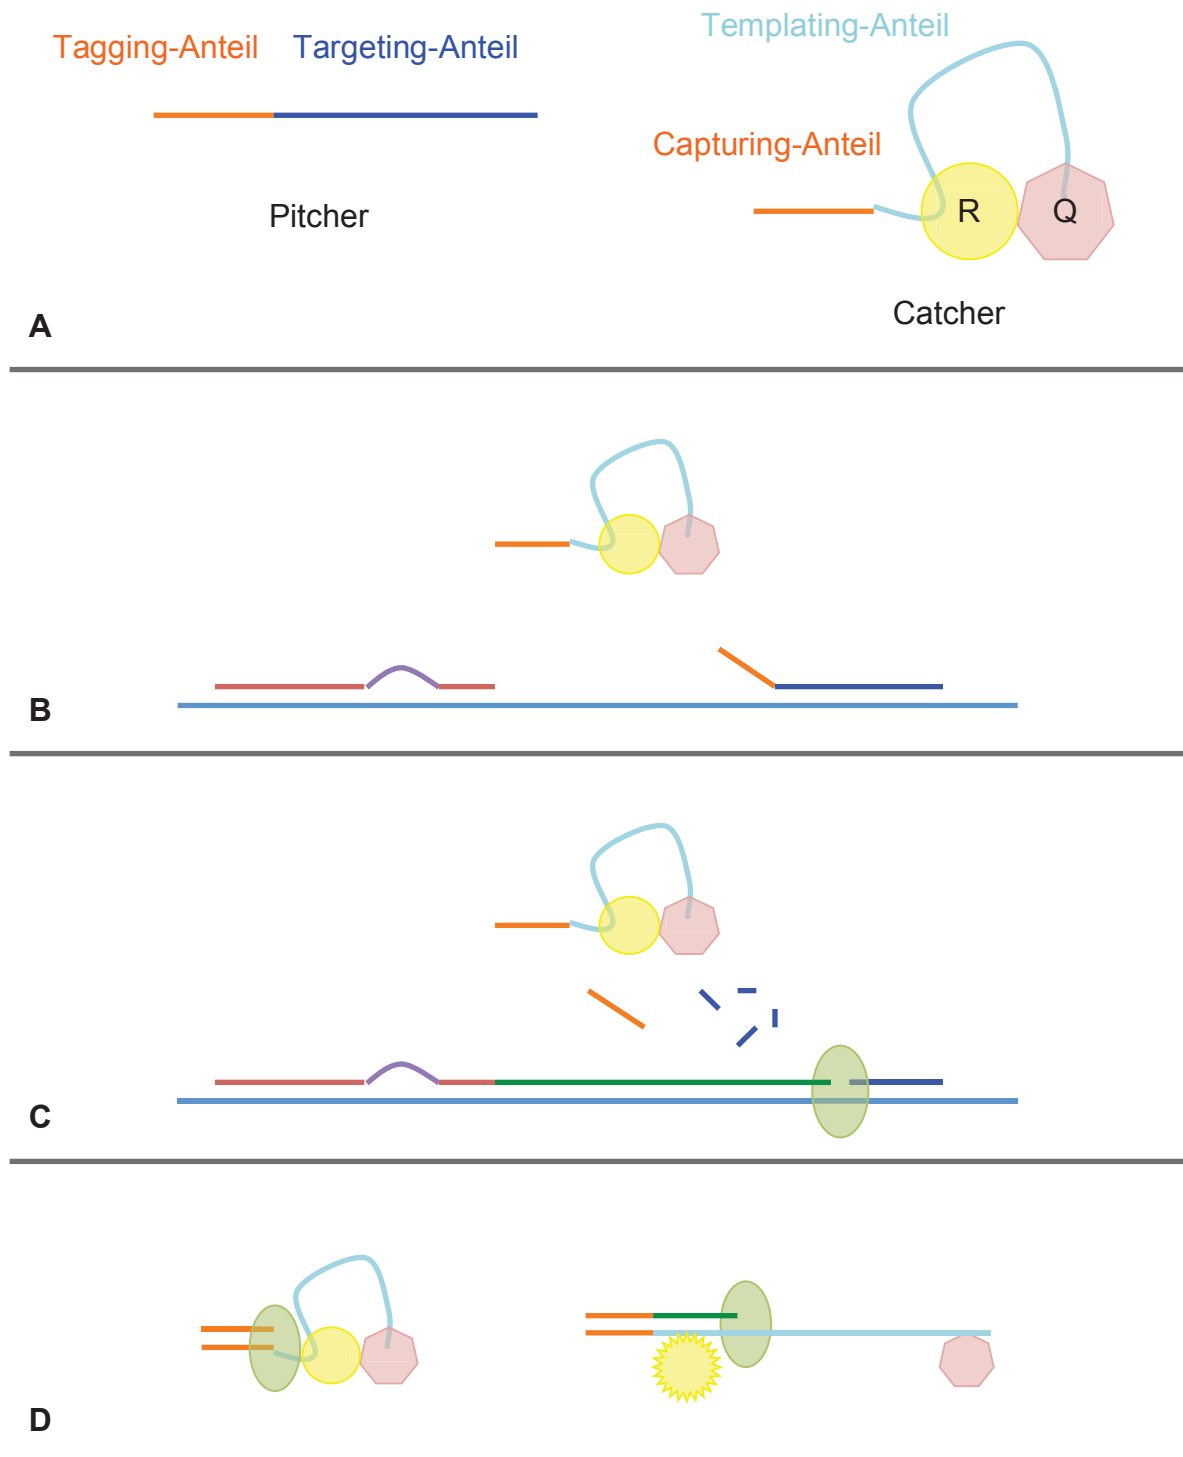 Templating-Anteil
Tagging-Anteil Targeting-Anteil
Capturing-Anteil
R Q
Pitcher
Catcher
A
B
C
D